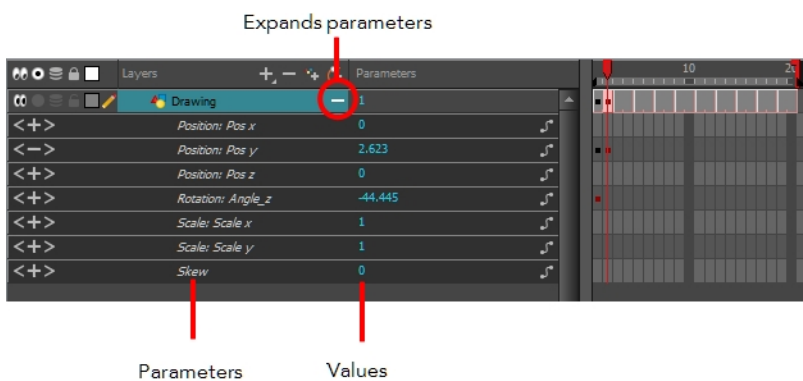 Expands parameters
Layers + - Parameters 10
Drawing - 1
<+> Position: Pos x 0
<-> Position: Pos y 2.623
<+> Position: Pos z 0
<+> Rotation: Angle_z -44.445
<+> Scale: Scale x 1
<+> Scale: Scale y 1
<+> Skew 0
Parameters Values